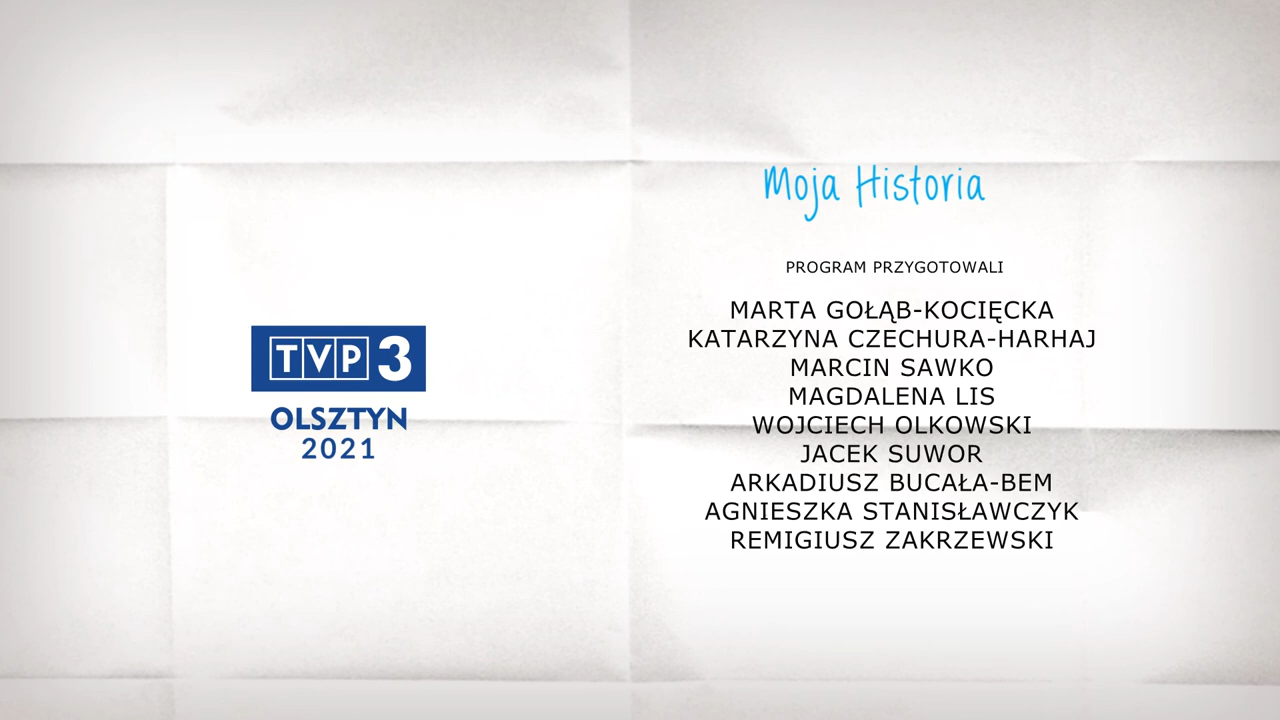 TVP3
OLSZTYN
2021
Moja Historia
PROGRAM PRZYGOTOWALI
MARTA GOŁĄB-KOCIĘCKA
KATARZYNA CZECHURA-HARHAJ
MARCIN SAWKO
MAGDALENA LIS
WOJCIECH OLKOWSKI
JACEK SUWOR
ARKADIUSZ BUCAŁA-BEM
AGNIESZKA STANISŁAWCZYK
REMIGIUSZ ZAKRZEWSKI